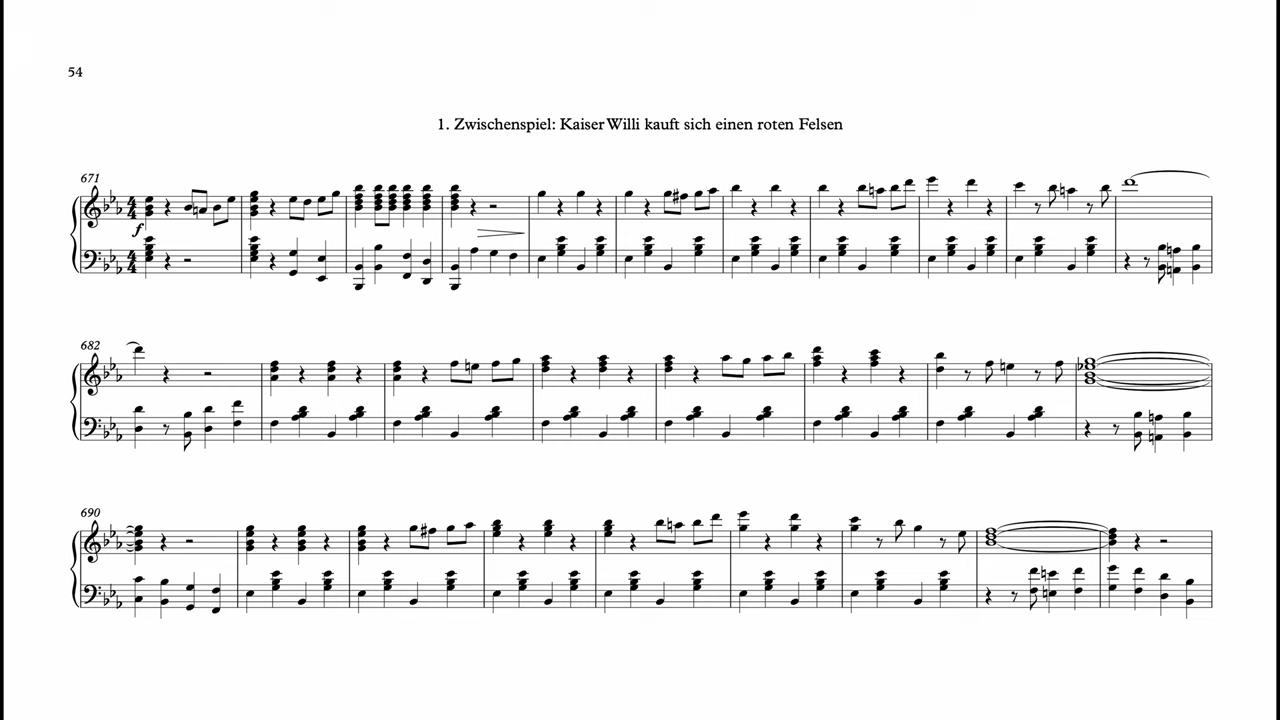 54
1. Zwischenspiel: Kaiser Willi kauft sich einen roten Felsen
671
f
682
690